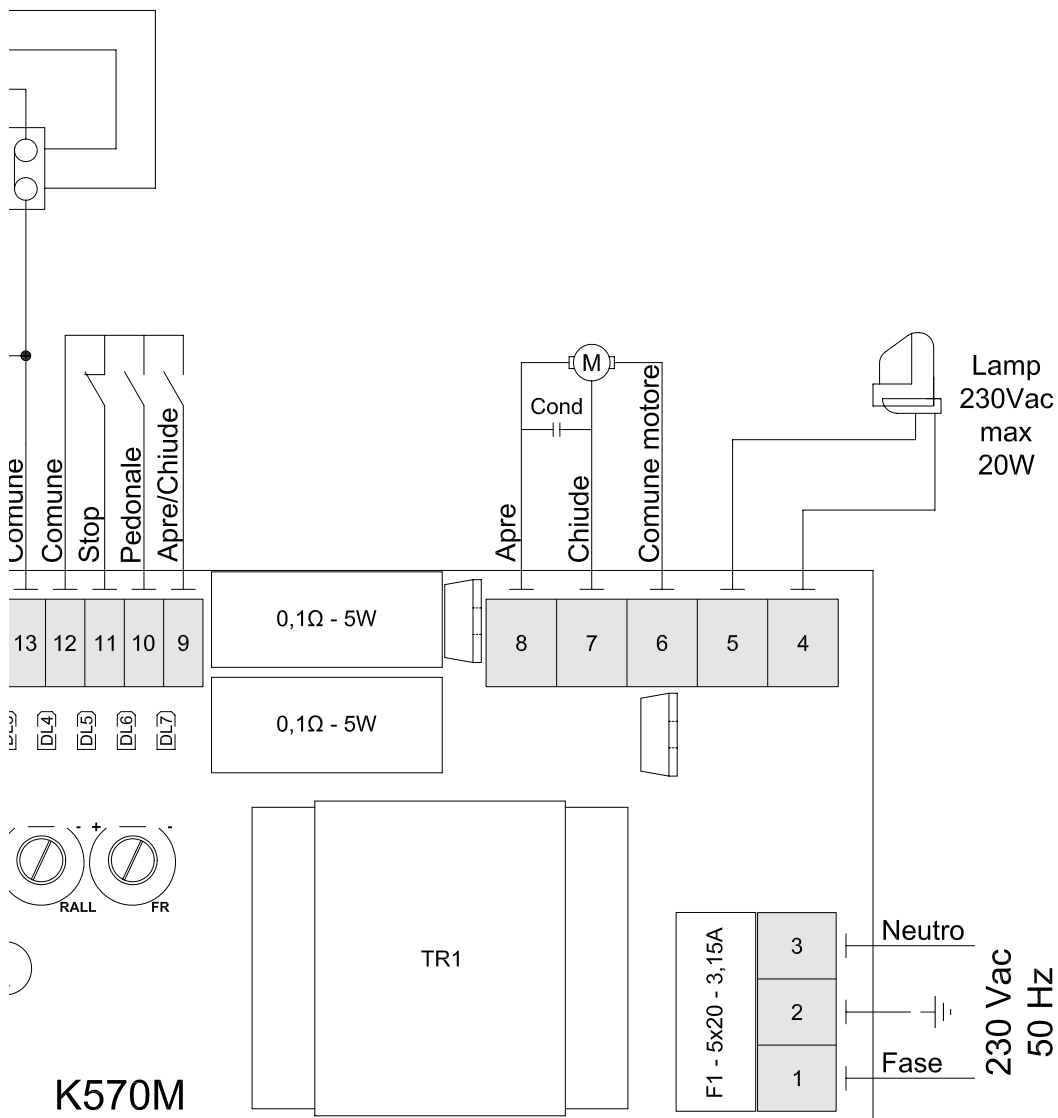 Lamp
230Vac
max
20W
M
Cond
Comune
Comune
Stop
Pedonale
Apre/Chiude
Apre
Chiude
Comune motore
0,1Ω - 5W
13 12 11 10 9
8 7 6 5 4
0,1Ω - 5W
DL4 DL5 DL6 DL7
- + -
RALL FR
TR1
F1 - 5x20 - 3,15A
3
2
1
Neutro
Fase
230 Vac
50 Hz
K570M